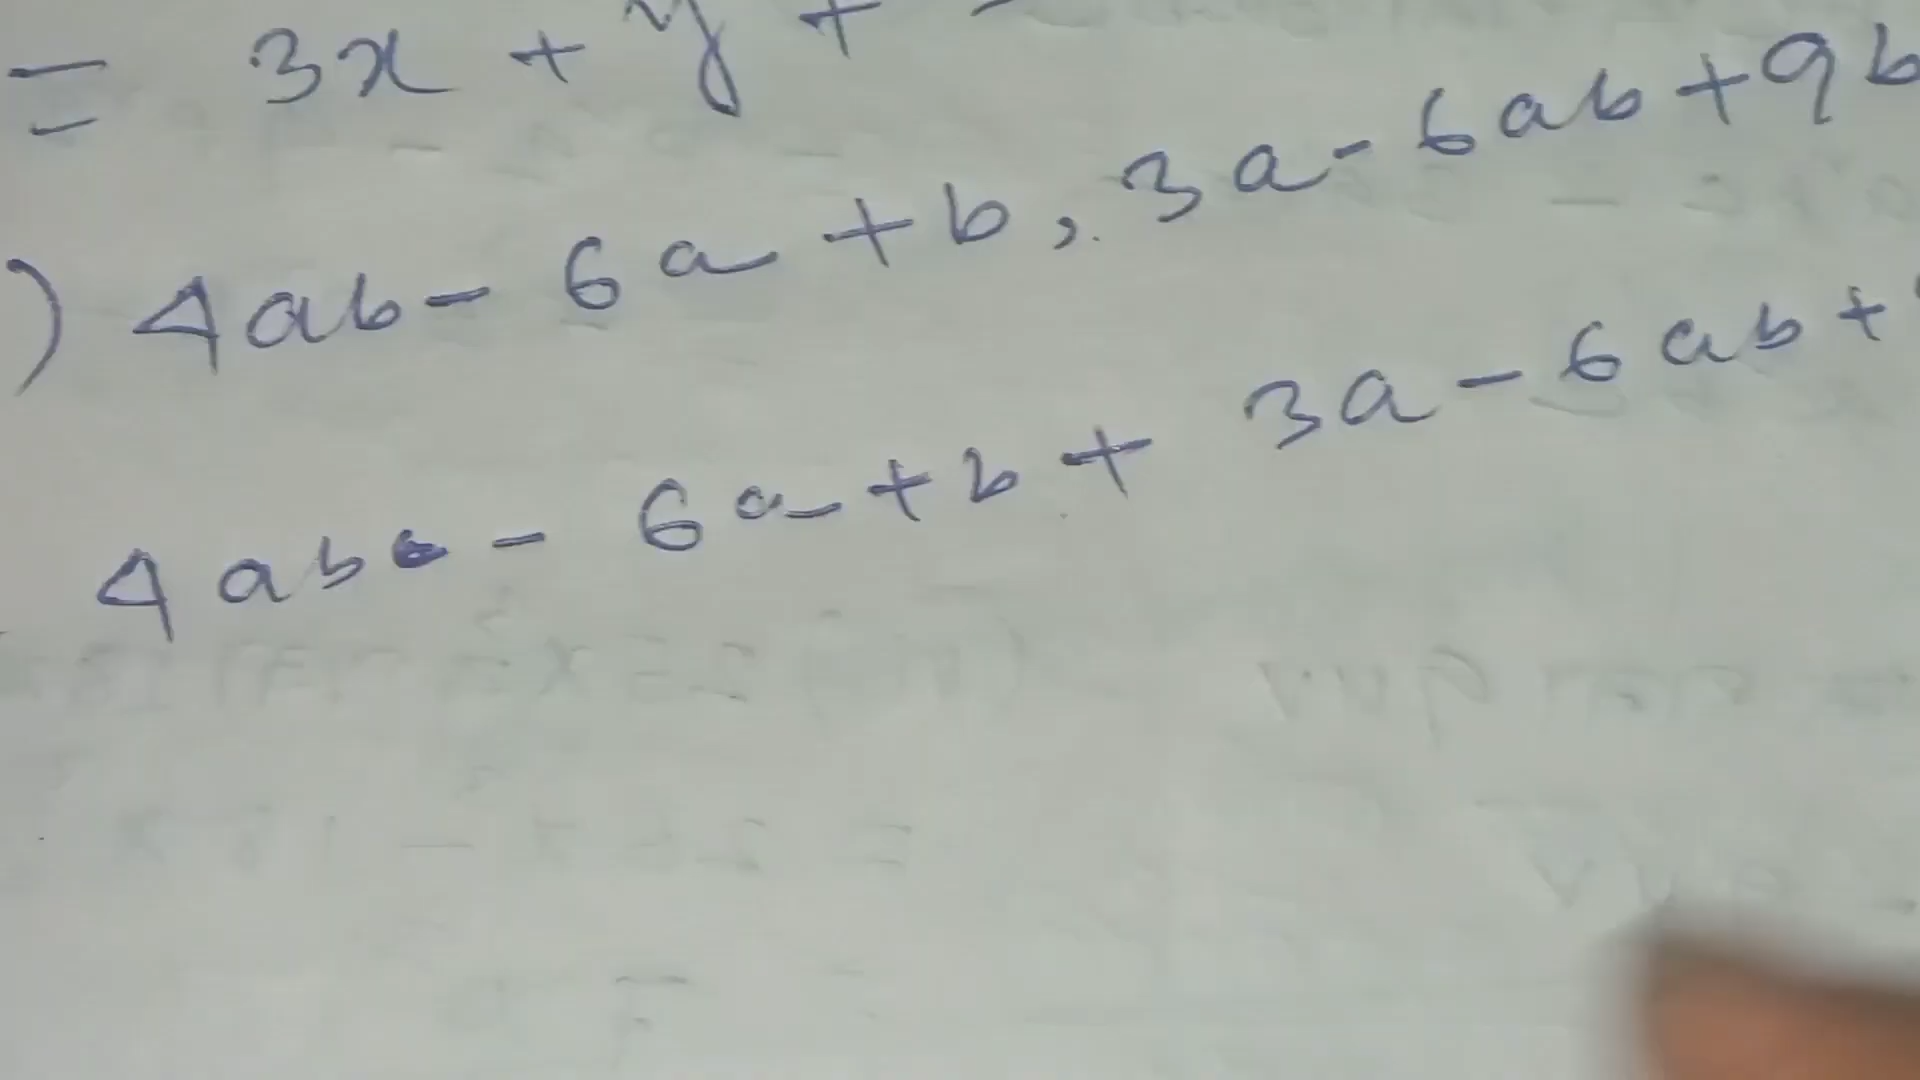 = 3x + y +
) 4ab - 6a + b, 3a - 6ab + 9b
4ab - 6a + b + 3a - 6ab +